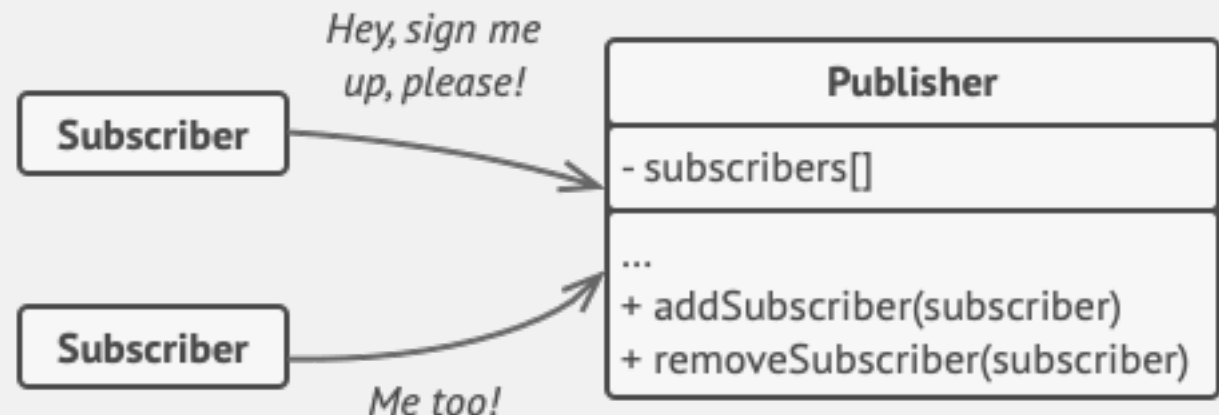 Hey, sign me
up, please!
Subscriber
Subscriber
Me too!
Publisher
- subscribers[]
...
+ addSubscriber(subscriber)
+ removeSubscriber(subscriber)